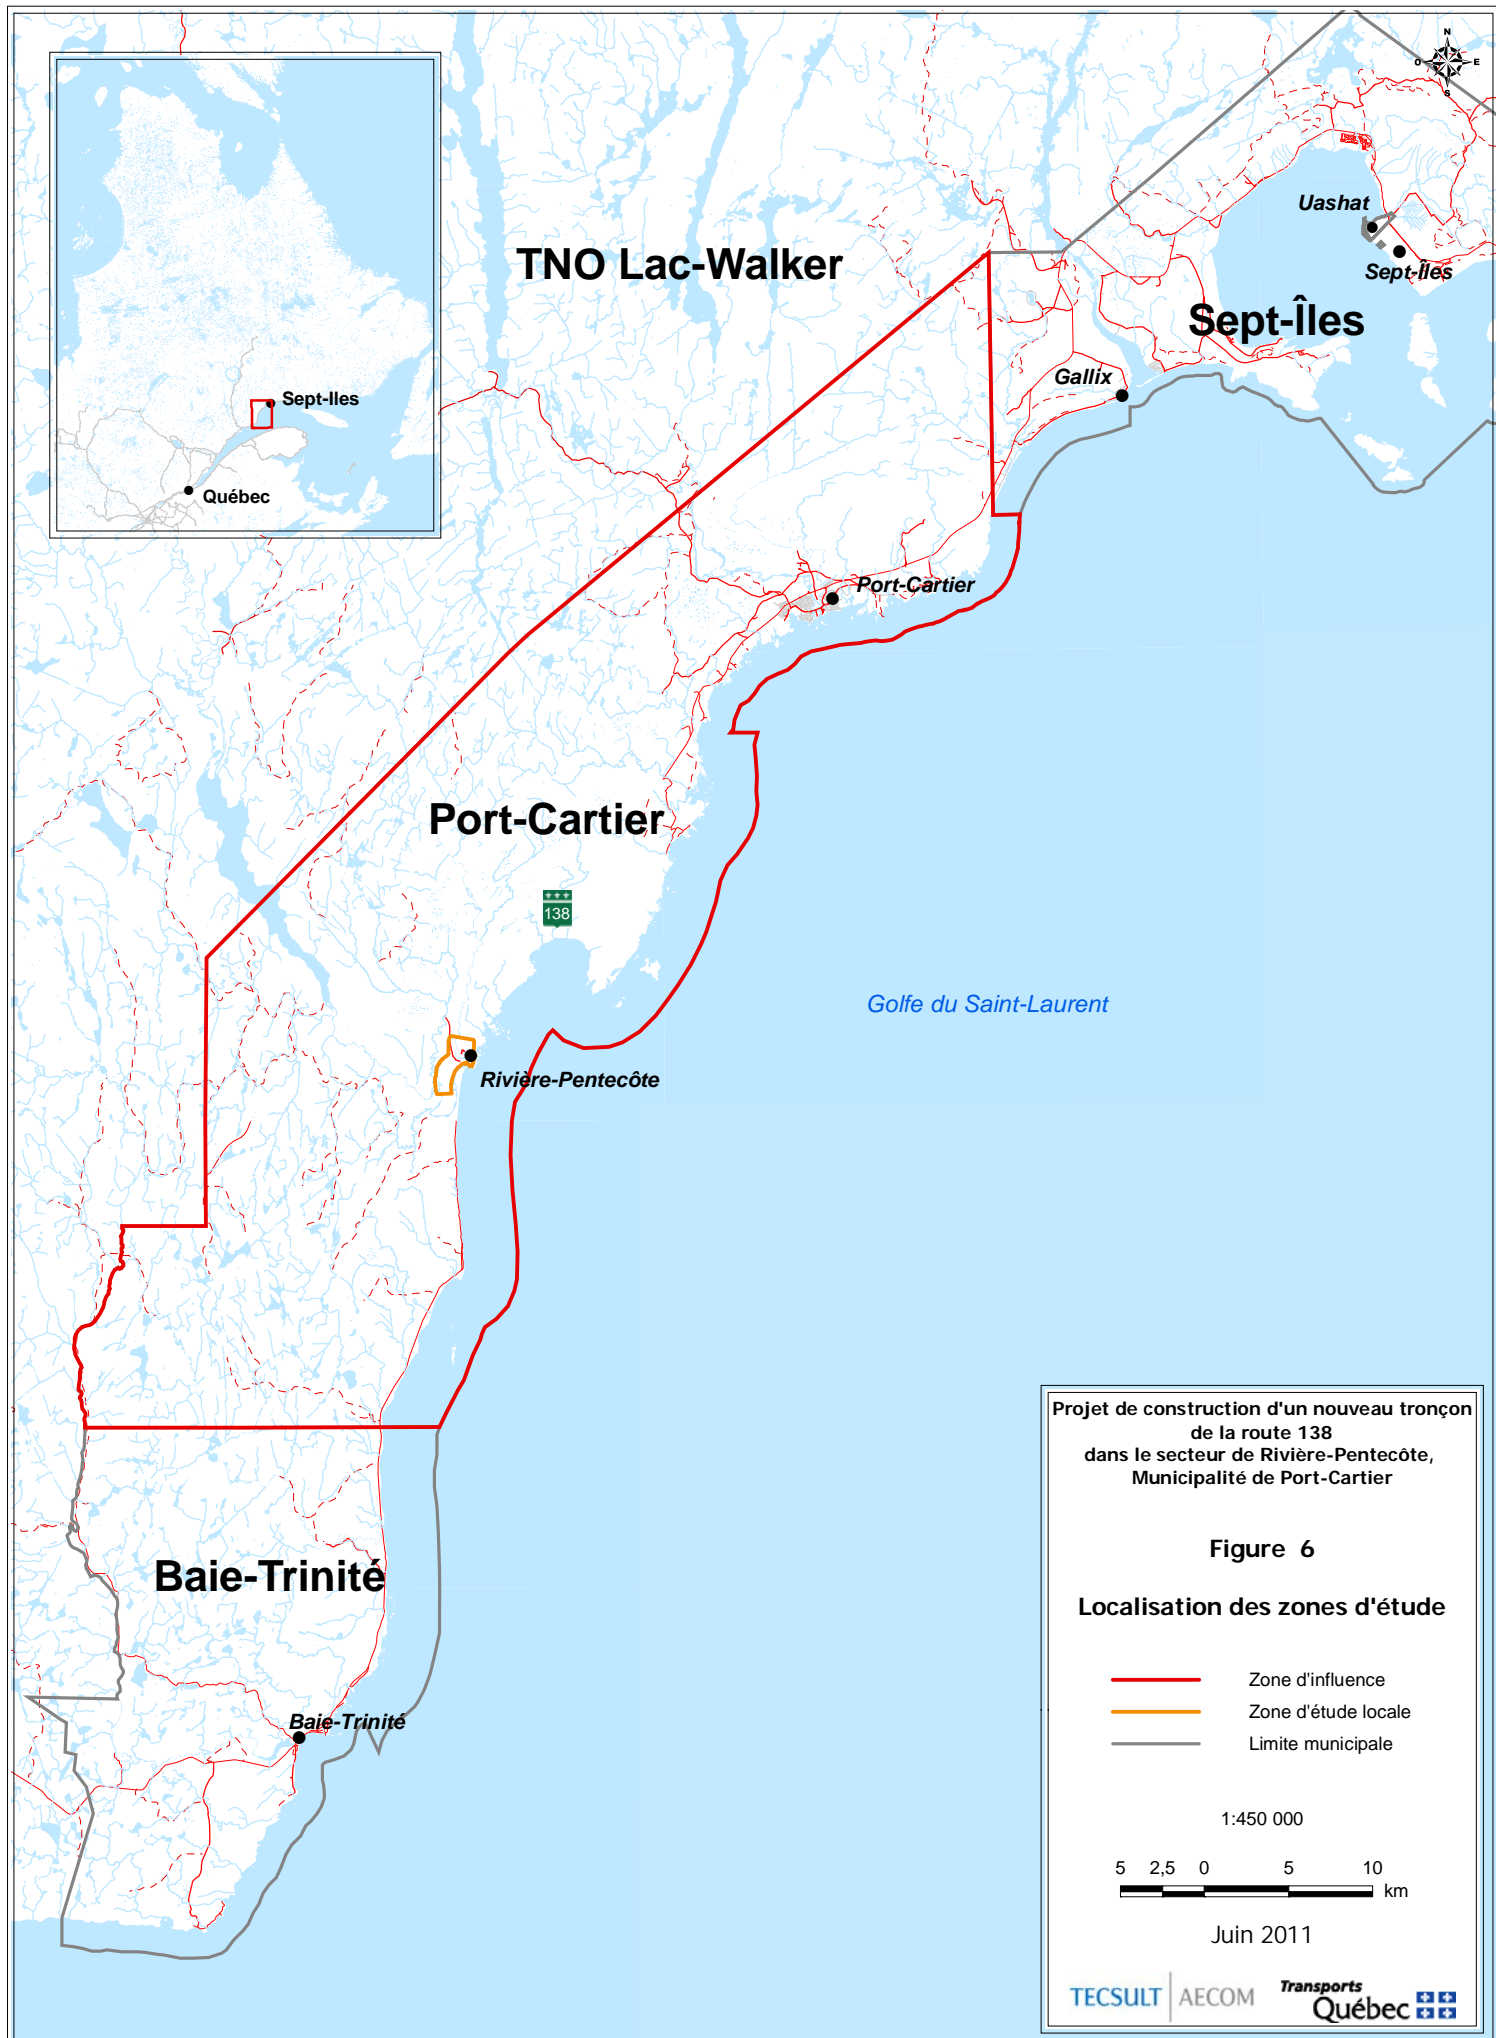 N
O
E
S
Uashat
Sept-Îles
TNO Lac-Walker
Sept-Îles
Gallix
Sept-Iles
Québec
Port-Cartier
Port-Cartier
138
Golfe du Saint-Laurent
Rivière-Pentecôte
Baie-Trinité
Baie-Trinité
Projet de construction d'un nouveau tronçon
de la route 138
dans le secteur de Rivière-Pentecôte,
Municipalité de Port-Cartier
Figure 6
Localisation des zones d'étude
Zone d'influence
Zone d'étude locale
Limite municipale
1:450 000
5 2,5 0 5 10
km
Juin 2011
TECSULT AECOM
Transports
Québec